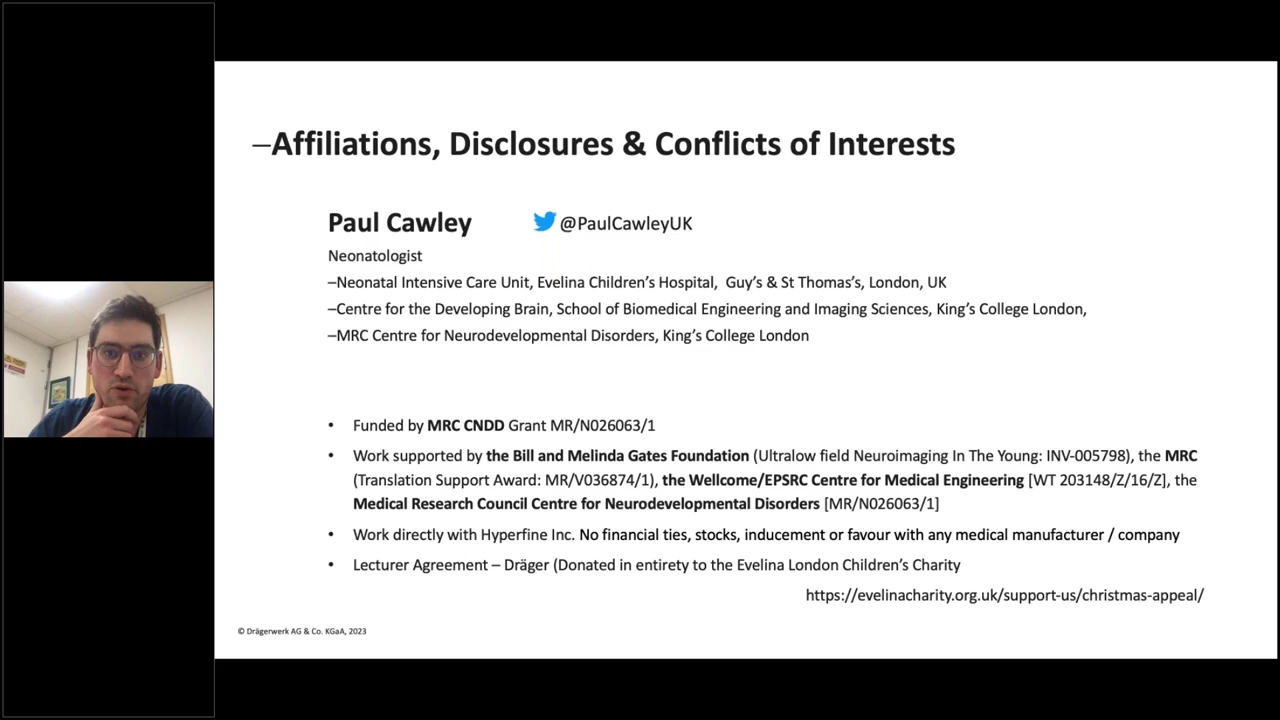 –Affiliations, Disclosures & Conflicts of Interests
Paul Cawley
@PaulCawleyUK
Neonatologist
–Neonatal Intensive Care Unit, Evelina Children's Hospital, Guy's & St Thomas's, London, UK
–Centre for the Developing Brain, School of Biomedical Engineering and Imaging Sciences, King's College London,
–MRC Centre for Neurodevelopmental Disorders, King's College London
• Funded by MRC CNDD Grant MR/N026063/1
• Work supported by the Bill and Melinda Gates Foundation (Ultralow field Neuroimaging In The Young: INV-005798), the MRC
(Translation Support Award: MR/V036874/1), the Wellcome/EPSRC Centre for Medical Engineering [WT 203148/Z/16/Z], the
Medical Research Council Centre for Neurodevelopmental Disorders [MR/N026063/1]
• Work directly with Hyperfine Inc. No financial ties, stocks, inducement or favour with any medical manufacturer / company
• Lecturer Agreement – Dräger (Donated in entirety to the Evelina London Children's Charity
https://evelinacharity.org.uk/support-us/christmas-appeal/
© Drägerwerk AG & Co. KGaA, 2023